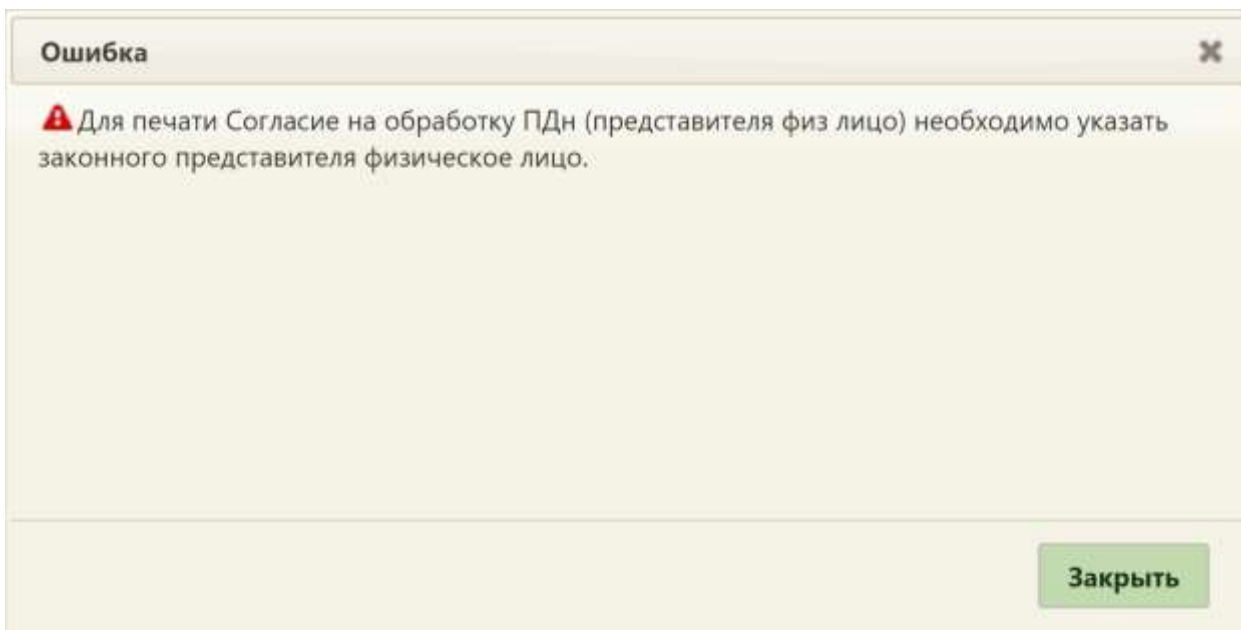 Ошибка
Для печати Согласие на обработку ПДн (представителя физ лицо) необходимо указать
законного представителя физическое лицо.
Закрыть